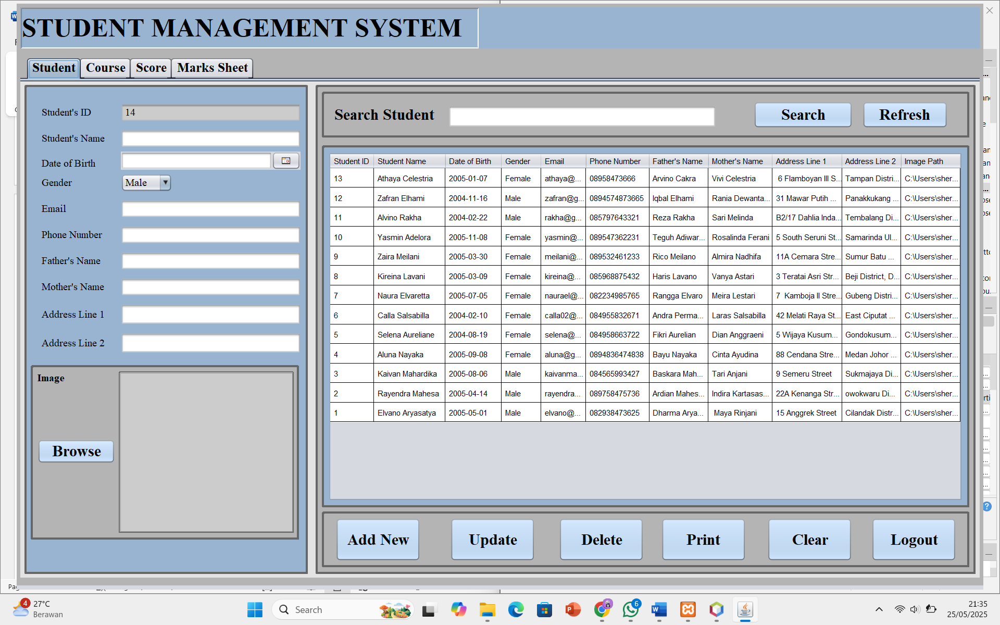 STUDENT MANAGEMENT SYSTEM
Student Course Score Marks Sheet
Student's ID 14
Student's Name
Date of Birth
Gender Male
Email
Phone Number
Father's Name
Mother's Name
Address Line 1
Address Line 2
Image
Browse
Search Student Search Refresh
Student ID Student Name Date of Birth Gender Email Phone Number Father's Name Mother's Name Address Line 1 Address Line 2 Image Path
13 Athaya Celestria 2005-01-07 Female athaya@... 08958473666 Arvino Cakra Vivi Celestria 6 Flamboyan III S... Tampan Distri... C:\Users\sher...
12 Zafran Elhami 2004-11-16 Male zafran@g... 0894574873665 Iqbal Elhami Rania Dewanta... 31 Mawar Putih ... Panakkukang ... C:\Users\sher...
11 Alvino Rakha 2004-02-22 Male rakha@g... 085797643321 Reza Rakha Sari Melinda B2/17 Dahlia Inda... Tembalang Di... C:\Users\sher...
10 Yasmin Adelora 2005-11-08 Female yasmin@... 089547362231 Teguh Adiwar... Rosalinda Ferani 5 South Seruni St... Samarinda Ul... C:\Users\sher...
9 Zaira Meilani 2005-03-30 Female meilani@... 089532461233 Rico Meilano Almira Nadhifa 11A Cemara Stre... Sumur Batu ... C:\Users\sher...
8 Kireina Lavani 2005-03-09 Female kireina@... 085968875432 Haris Lavano Vanya Astari 3 Teratai Asri Str... Beji District, D... C:\Users\sher...
7 Naura Elvaretta 2005-07-05 Female naurael@... 082234985765 Rangga Elvaro Meira Lestari 7 Kamboja II Stre... Gubeng Distri... C:\Users\sher...
6 Calla Salsabilla 2004-02-10 Female calla02@... 084955832671 Andra Perma... Laras Salsabilla 42 Melati Raya St... East Ciputat ... C:\Users\sher...
5 Selena Aureliane 2004-08-19 Female selena@... 084958663722 Fikri Aurelian Dian Anggraeni 5 Wijaya Kusum... Gondokusum... C:\Users\sher...
4 Aluna Nayaka 2005-09-08 Female aluna@g... 0894836474838 Bayu Nayaka Cinta Ayudina 88 Cendana Stre... Medan Johor ... C:\Users\sher...
3 Kaivan Mahardika 2005-08-06 Male kaivanma... 084565993427 Baskara Mah... Tari Anjani 9 Semeru Street Sukmajaya Di... C:\Users\sher...
2 Rayendra Mahesa 2005-04-14 Male rayendra... 089758475736 Ardian Mahes... Indira Kartasas... 22A Kenanga Str... owokwaru Di... C:\Users\sher...
1 Elvano Aryasatya 2005-05-01 Male elvano@... 082938473625 Dharma Arya... Maya Rinjani 15 Anggrek Street Cilandak Distr... C:\Users\sher...
Add New Update Delete Print Clear Logout
4
27°C
Berawan
Search
6
21:35
25/05/2025